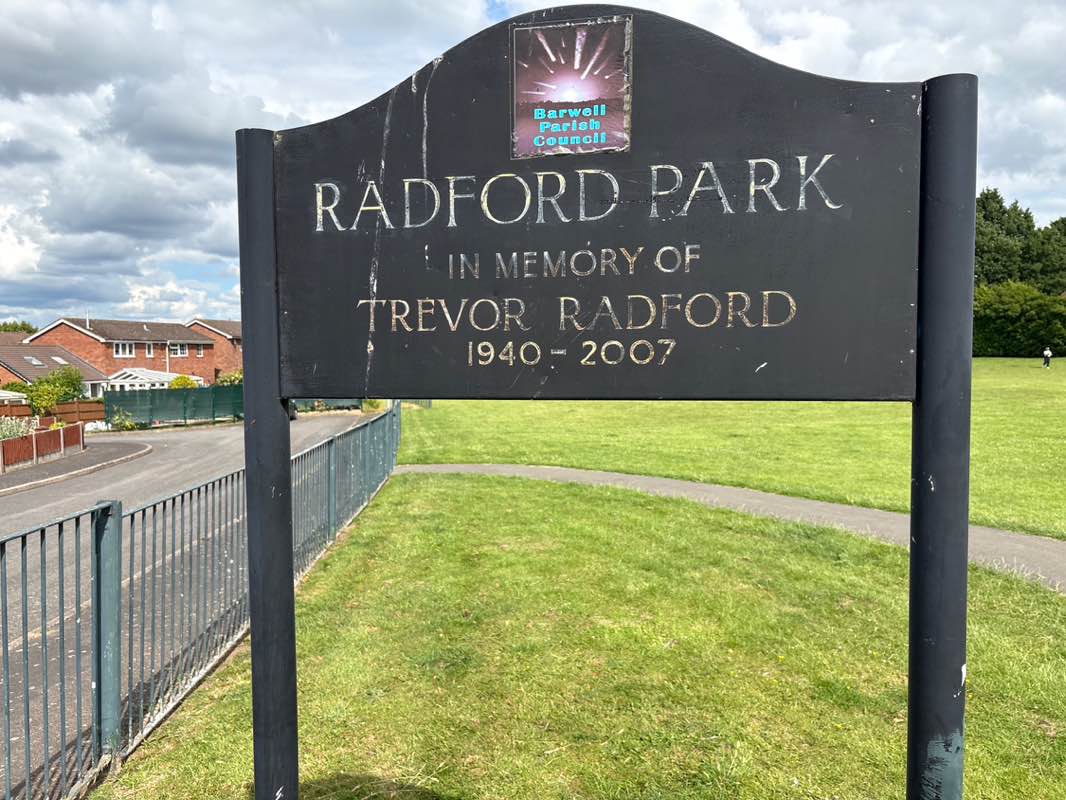 Barwell
Parish
Council
RADFORD PARK
IN MEMORY OF
TREVOR RADFORD
1940 - 2007